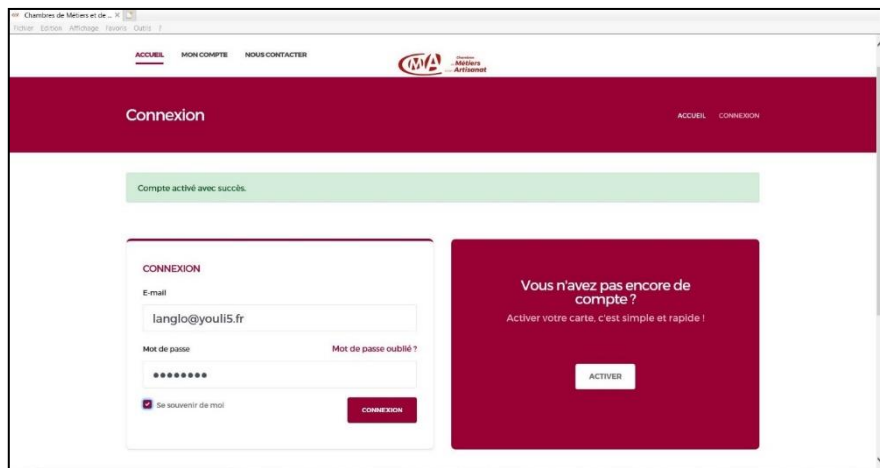 Chambres de Métiers et de ...
Fichier Edition Affichage Favoris Outils ?
ACCUEIL MON COMPTE NOUS CONTACTER
CMA
Métiers
Artisanat
Connexion
ACCUEIL CONNEXION
Compte activé avec succès.
CONNEXION
E-mail
langlo@youli5.fr
Mot de passe Mot de passe oublié ?
Se souvenir de moi
CONNEXION
Vous n'avez pas encore de
compte ?
Activer votre carte, c'est simple et rapide !
ACTIVER